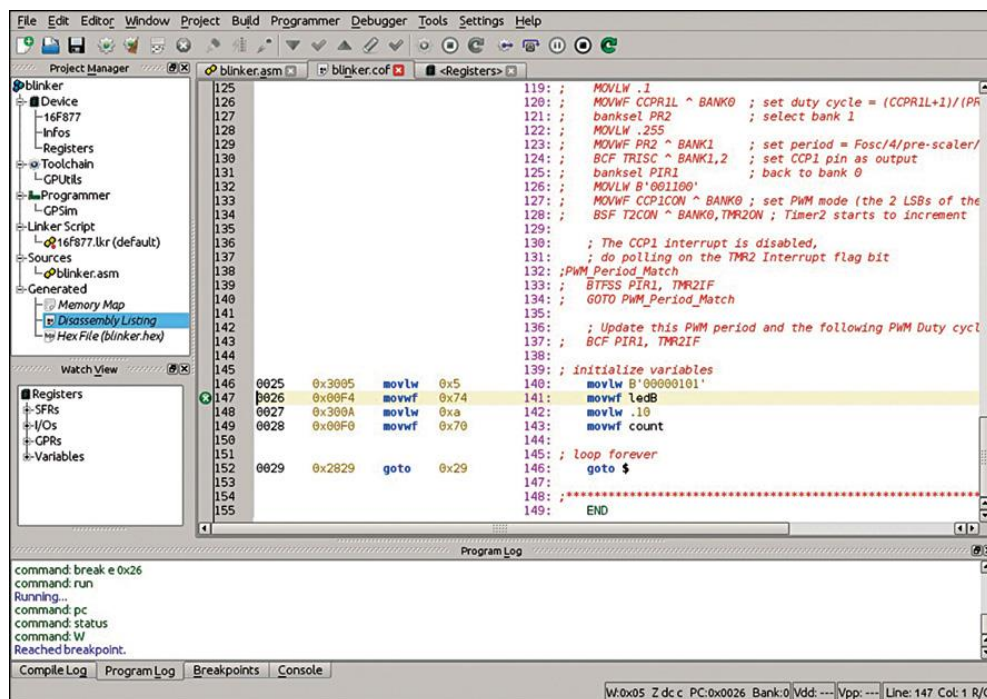 File Edit Editor Window Project Build Programmer Debugger Tools Settings Help
Project Manager
blinker
Device
16F877
Infos
Registers
Toolchain
GPUtils
Programmer
GPSim
Linker Script
16f877.lkr (default)
Sources
blinker.asm
Generated
Memory Map
Disassembly Listing
Hex File (blinker.hex)
Watch View
Registers
SFRs
I/Os
GPRs
Variables
blinker.asm blinker.cof <Registers>
125 119: ; MOVLW .1
126 120: ; MOVWF CCPR1L ^ BANK0 ; set duty cycle = (CCPR1L+1)/(PR
127 121: ; banksel PR2 ; select bank 1
128 122: ; MOVLW .255
129 123: ; MOVWF PR2 ^ BANK1 ; set period = Fosc/4/pre-scaler/
130 124: ; BCF TRISC ^ BANK1,2 ; set CCP1 pin as output
131 125: ; banksel PIR1 ; back to bank 0
132 126: ; MOVLW B'001100'
133 127: ; MOVWF CCP1CON ^ BANK0 ; set PWM mode (the 2 LSBs of the
134 128: ; BSF T2CON ^ BANK0,TMR2ON ; Timer2 starts to increment
135 129:
136 130: ; The CCP1 interrupt is disabled,
137 131: ; do polling on the TMR2 Interrupt flag bit
138 132: ;PWM_Period_Match
139 133: ; BTFSS PIR1, TMR2IF
140 134: ; GOTO PWM_Period_Match
141 135:
142 136: ; Update this PWM period and the following PWM Duty cycl
143 137: ; BCF PIR1, TMR2IF
144 138:
145 139: ; initialize variables
146 0025 0x3005 movlw 0x5 140: movlw B'00000101'
147 0026 0x00F4 movwf 0x74 141: movwf ledB
148 0027 0x300A movlw 0xa 142: movlw .10
149 0028 0x00F0 movwf 0x70 143: movwf count
150 144:
151 145: ; loop forever
152 0029 0x2829 goto 0x29 146: goto $
153 147:
154 148: ;************************************************************
155 149: END
Program Log
command: break e 0x26
command: run
Running...
command: pc
command: status
command: W
Reached breakpoint.
Compile Log Program Log Breakpoints Console
W:0x05 Z dc c PC:0x0026 Bank:0 Vdd: --- Vpp: --- Line: 147 Col: 1 R/O